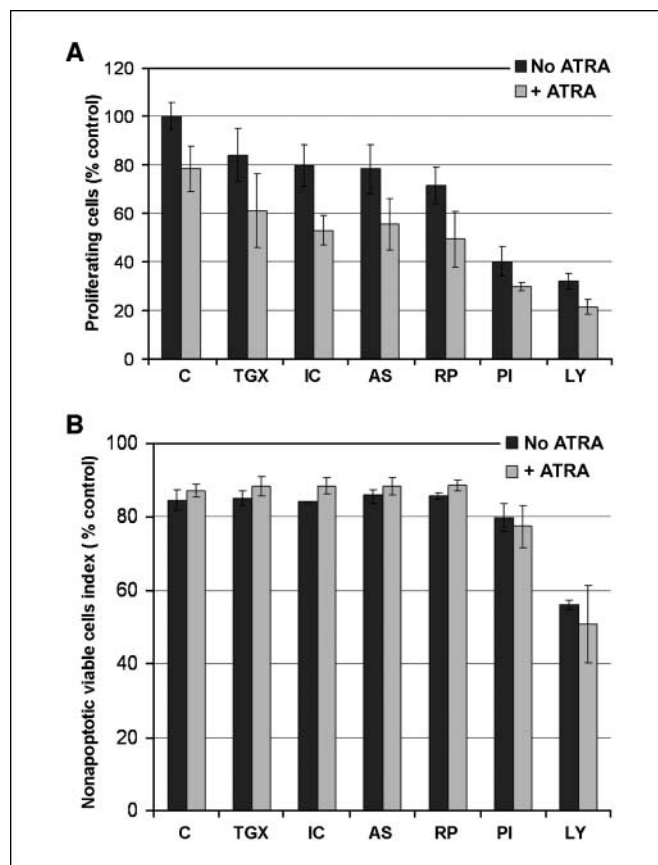 A
Proliferating cells (% control)
120
100
80
60
40
20
0
No ATRA
+ ATRA
C TGX IC AS RP PI LY
B
Nonapoptotic viable cells index ( % control)
100
80
60
40
20
0
No ATRA
+ ATRA
C TGX IC AS RP PI LY